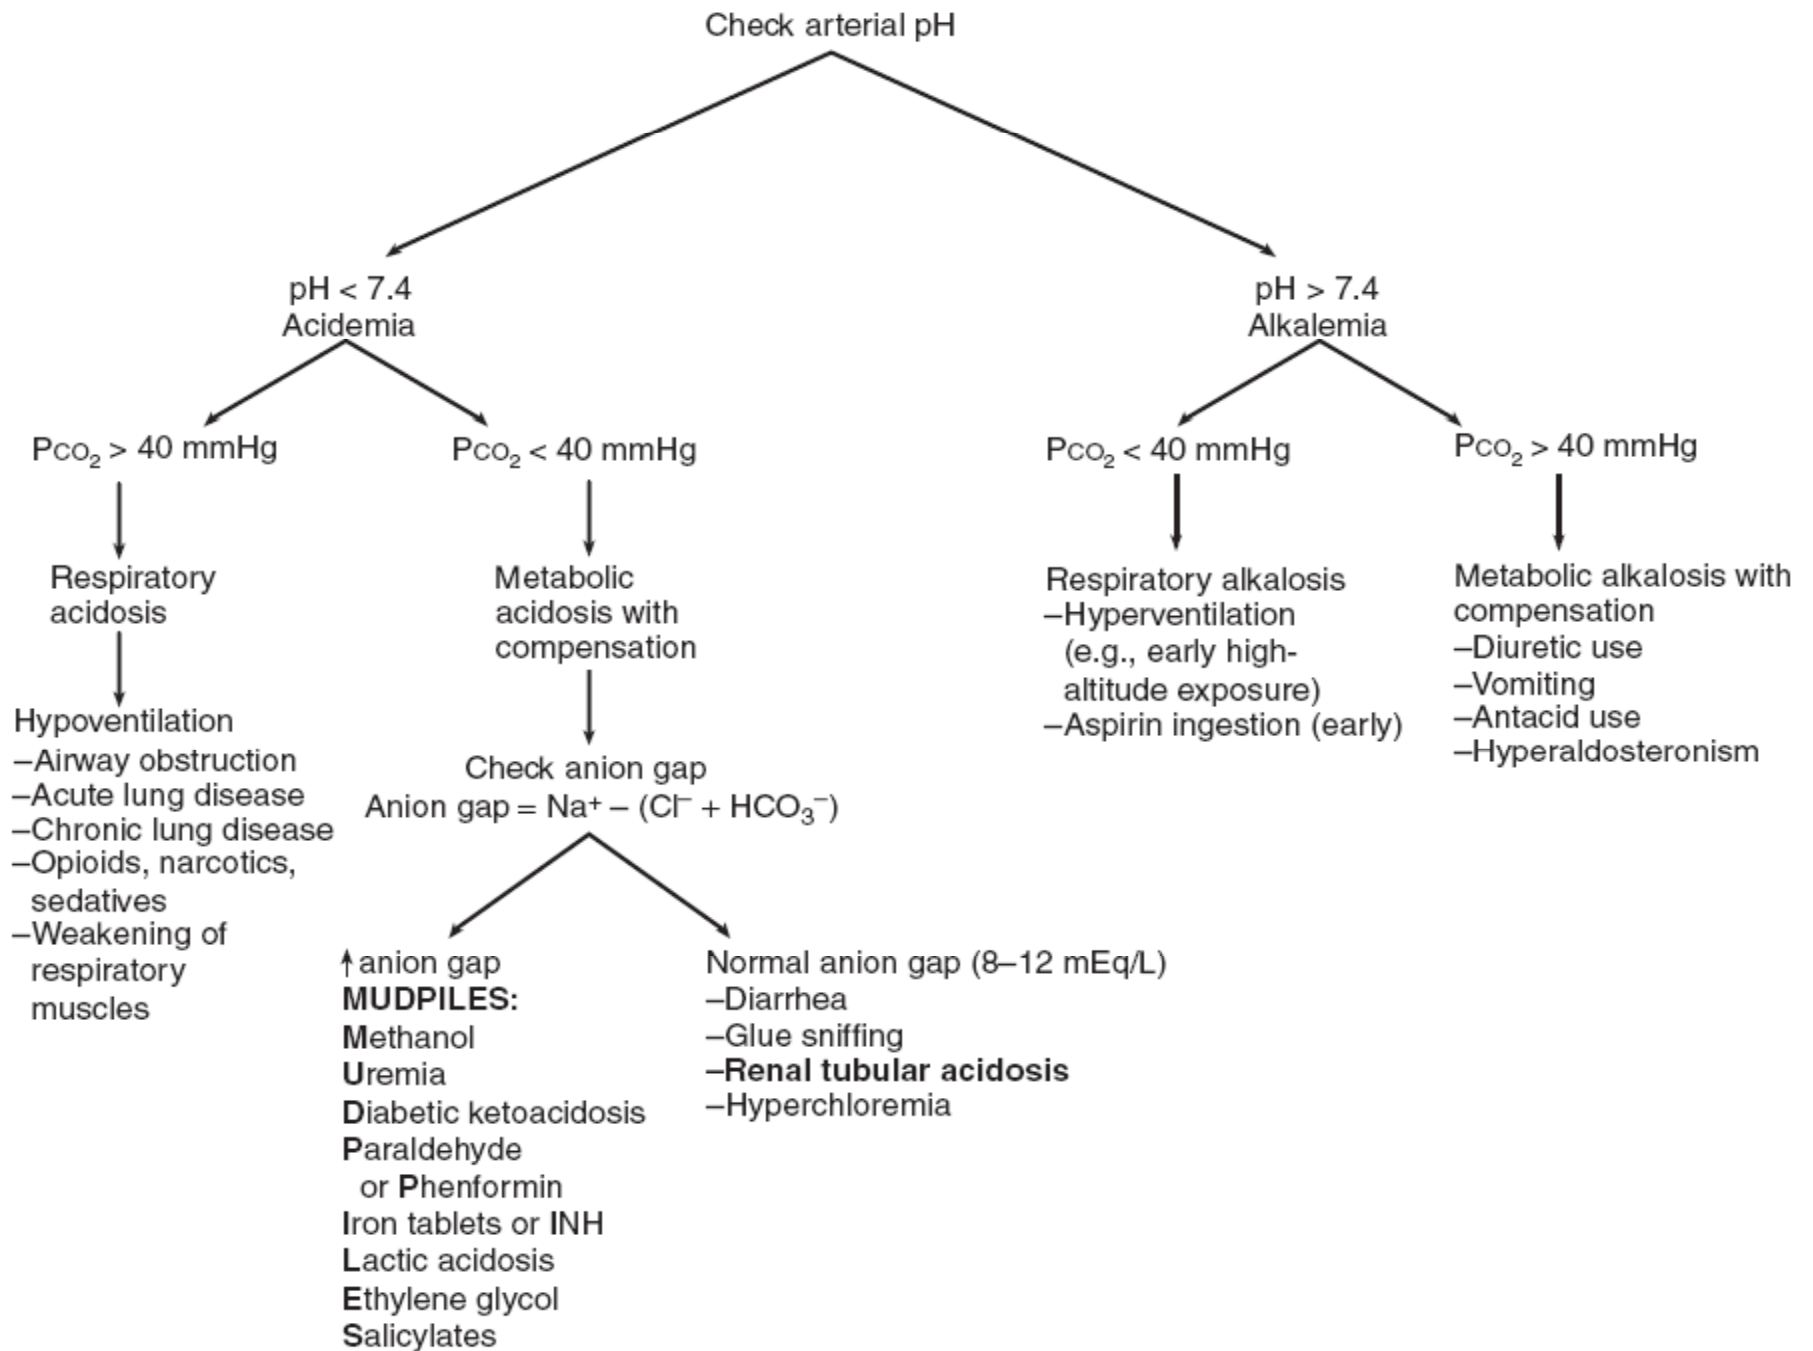 Check arterial pH
pH < 7.4
Acidemia
pH > 7.4
Alkalemia
PCO₂ > 40 mmHg
PCO₂ < 40 mmHg
PCO₂ < 40 mmHg
PCO₂ > 40 mmHg
Respiratory
acidosis
Hypoventilation
–Airway obstruction
–Acute lung disease
–Chronic lung disease
–Opioids, narcotics,
sedatives
–Weakening of
respiratory
muscles
Metabolic
acidosis with
compensation
Check anion gap
Anion gap = Na⁺ – (Cl⁻ + HCO₃⁻)
↑ anion gap
MUDPILES:
Methanol
Uremia
Diabetic ketoacidosis
Paraldehyde
or Phenformin
Iron tablets or INH
Lactic acidosis
Ethylene glycol
Salicylates
Normal anion gap (8–12 mEq/L)
–Diarrhea
–Glue sniffing
–Renal tubular acidosis
–Hyperchloremia
Respiratory alkalosis
–Hyperventilation
(e.g., early high-
altitude exposure)
–Aspirin ingestion (early)
Metabolic alkalosis with
compensation
–Diuretic use
–Vomiting
–Antacid use
–Hyperaldosteronism